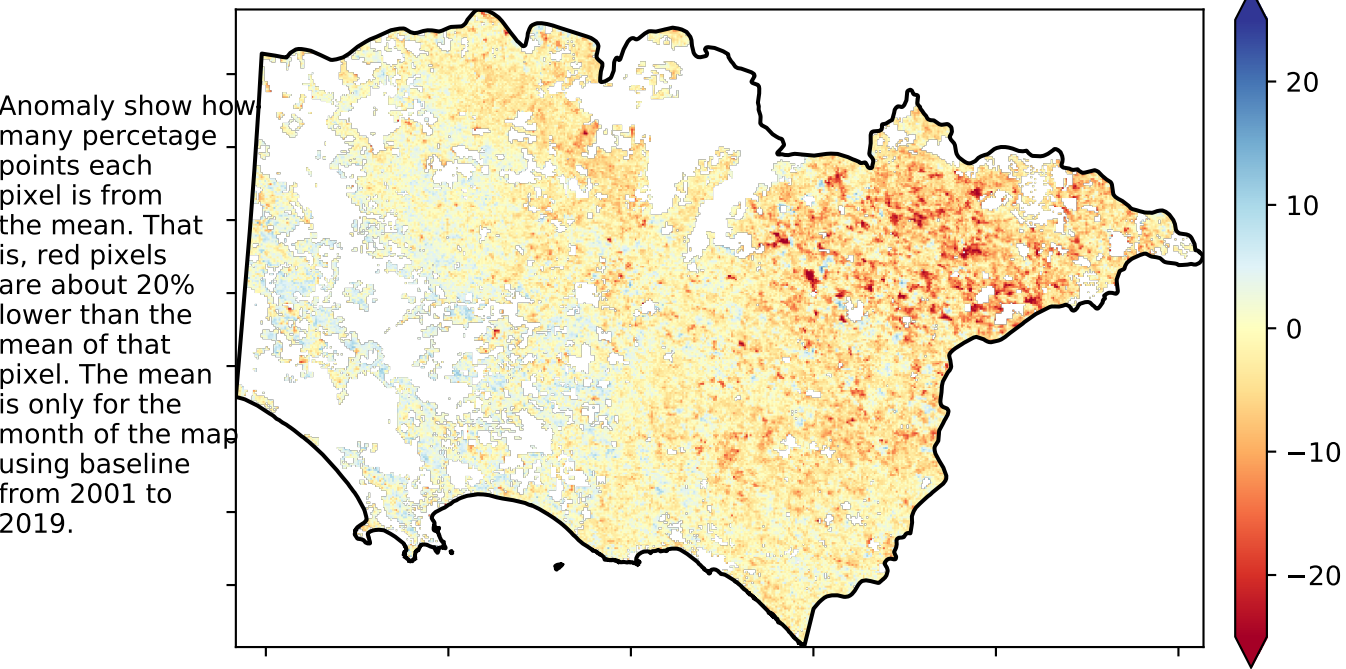 Anomaly show how
many percetage
points each
pixel is from
the mean. That
is, red pixels
are about 20%
lower than the
mean of that
pixel. The mean
is only for the
month of the map
using baseline
from 2001 to
2019.
20
10
0
−10
−20